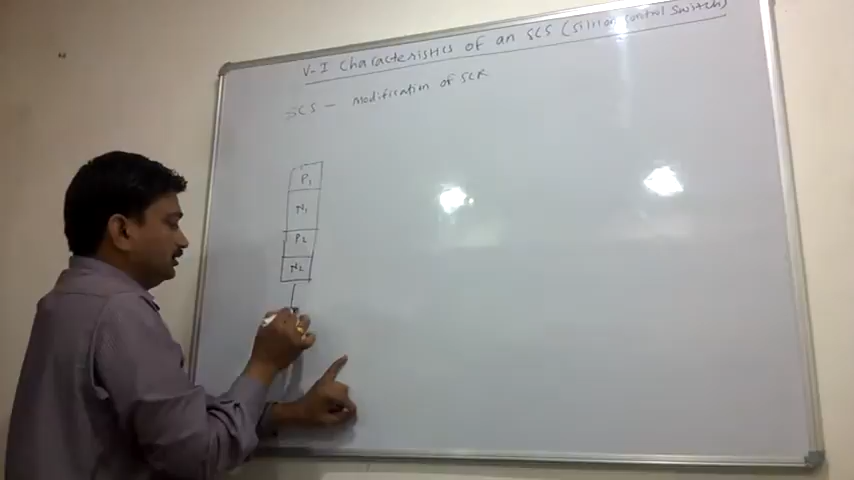 V-I Characteristics of an SCS (Silicon Control Switch)
SCS - Modification of SCR
P1
N1
P2
N2